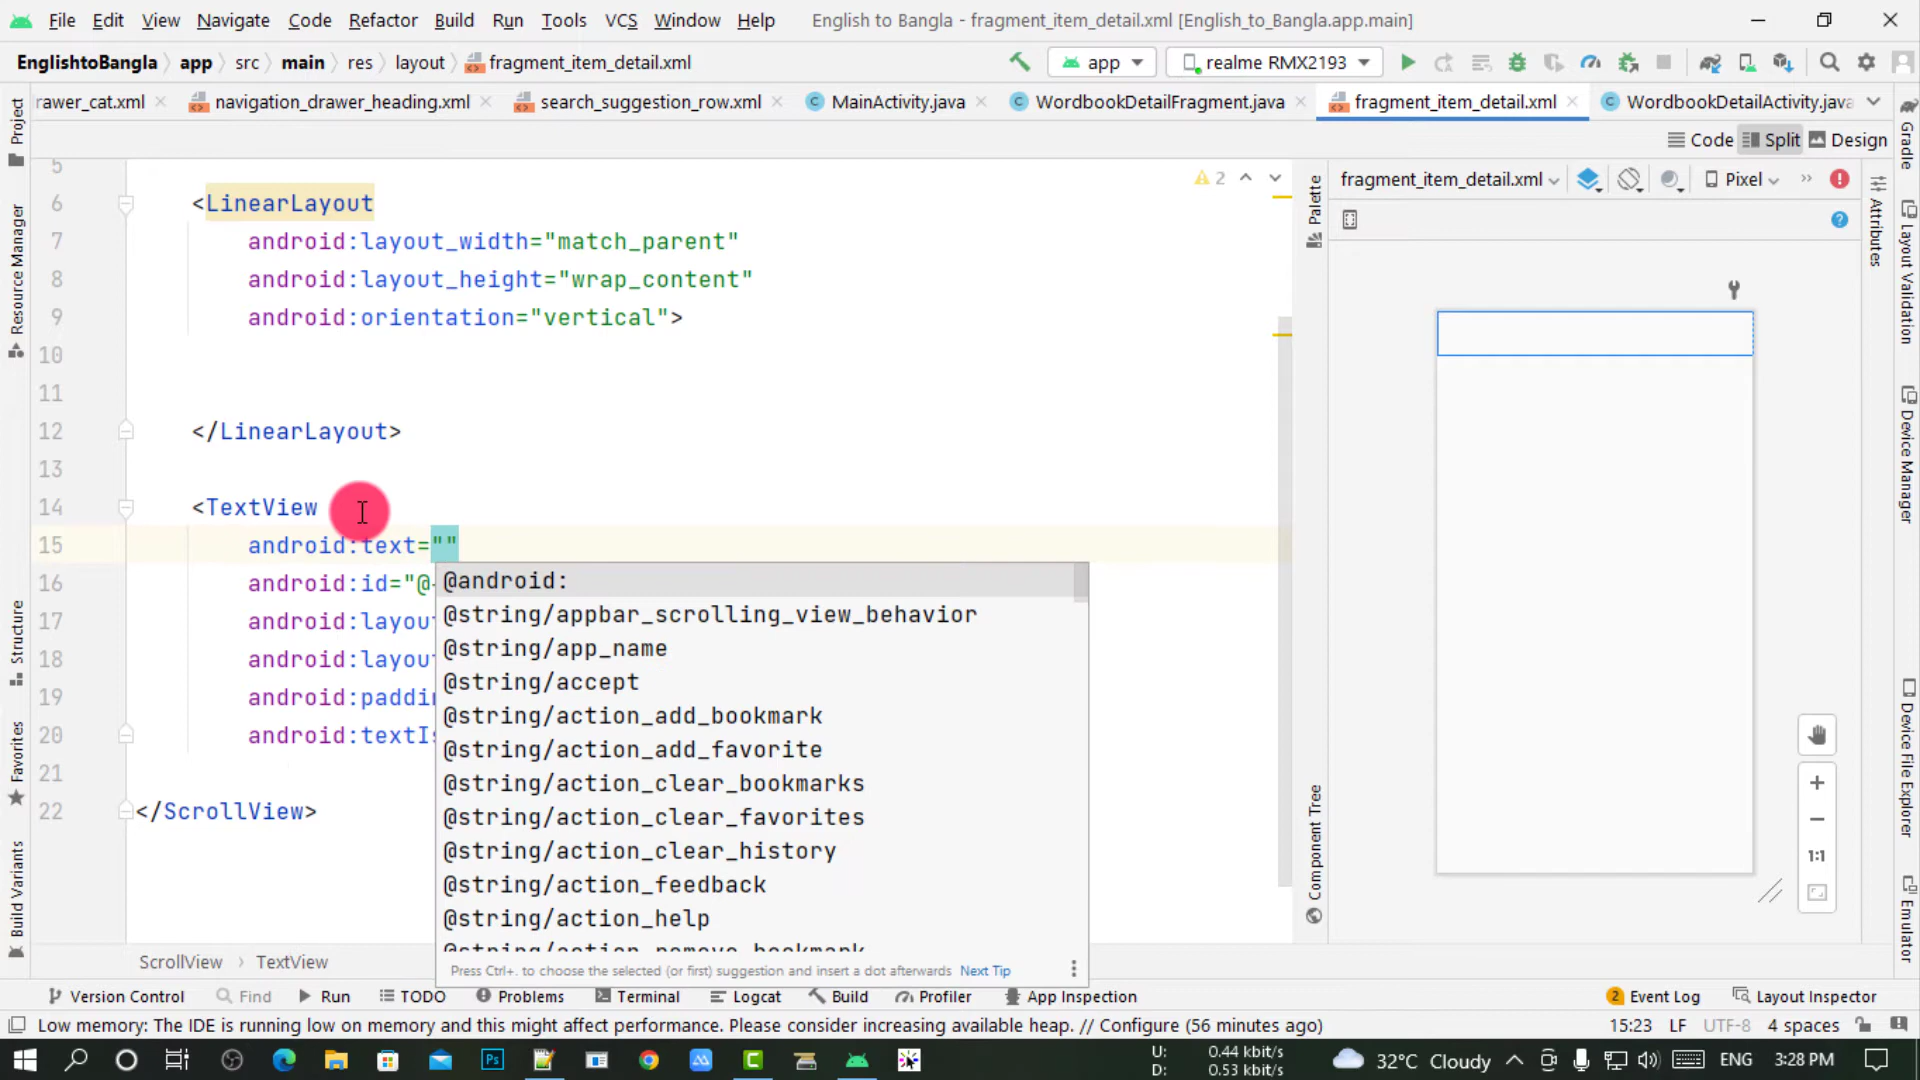 File Edit View Navigate Code Refactor Build Run Tools VCS Window Help English to Bangla - fragment_item_detail.xml [English_to_Bangla.app.main]
EnglishtoBangla app src main res layout fragment_item_detail.xml app realme RMX2193
rawer_cat.xml navigation_drawer_heading.xml search_suggestion_row.xml MainActivity.java WordbookDetailFragment.java fragment_item_detail.xml WordbookDetailActivity.java
Code Split Design
fragment_item_detail.xml Pixel
2
5
6 <LinearLayout
7 android:layout_width="match_parent"
8 android:layout_height="wrap_content"
9 android:orientation="vertical">
10
11
12 </LinearLayout>
13
14 <TextView
15 android:text=""
16 android:id="@
17 android:layou
18 android:layou
19 android:paddin
20 android:textIs
21
22 </ScrollView>
@android:
@string/appbar_scrolling_view_behavior
@string/app_name
@string/accept
@string/action_add_bookmark
@string/action_add_favorite
@string/action_clear_bookmarks
@string/action_clear_favorites
@string/action_clear_history
@string/action_feedback
@string/action_help
@string/action_remove_bookmark
Press Ctrl+. to choose the selected (or first) suggestion and insert a dot afterwards Next Tip
Project
Resource Manager
Structure
Favorites
Build Variants
Palette
Component Tree
Attributes
1:1
Gradle
Layout Validation
Device Manager
Device File Explorer
Emulator
ScrollView TextView
Version Control Find Run TODO Problems Terminal Logcat Build Profiler App Inspection 2 Event Log Layout Inspector
Low memory: The IDE is running low on memory and this might affect performance. Please consider increasing available heap. // Configure (56 minutes ago) 15:23 LF UTF-8 4 spaces
Ps C U: 0.44 kbit/s
D: 0.53 kbit/s
32°C Cloudy ENG 3:28 PM